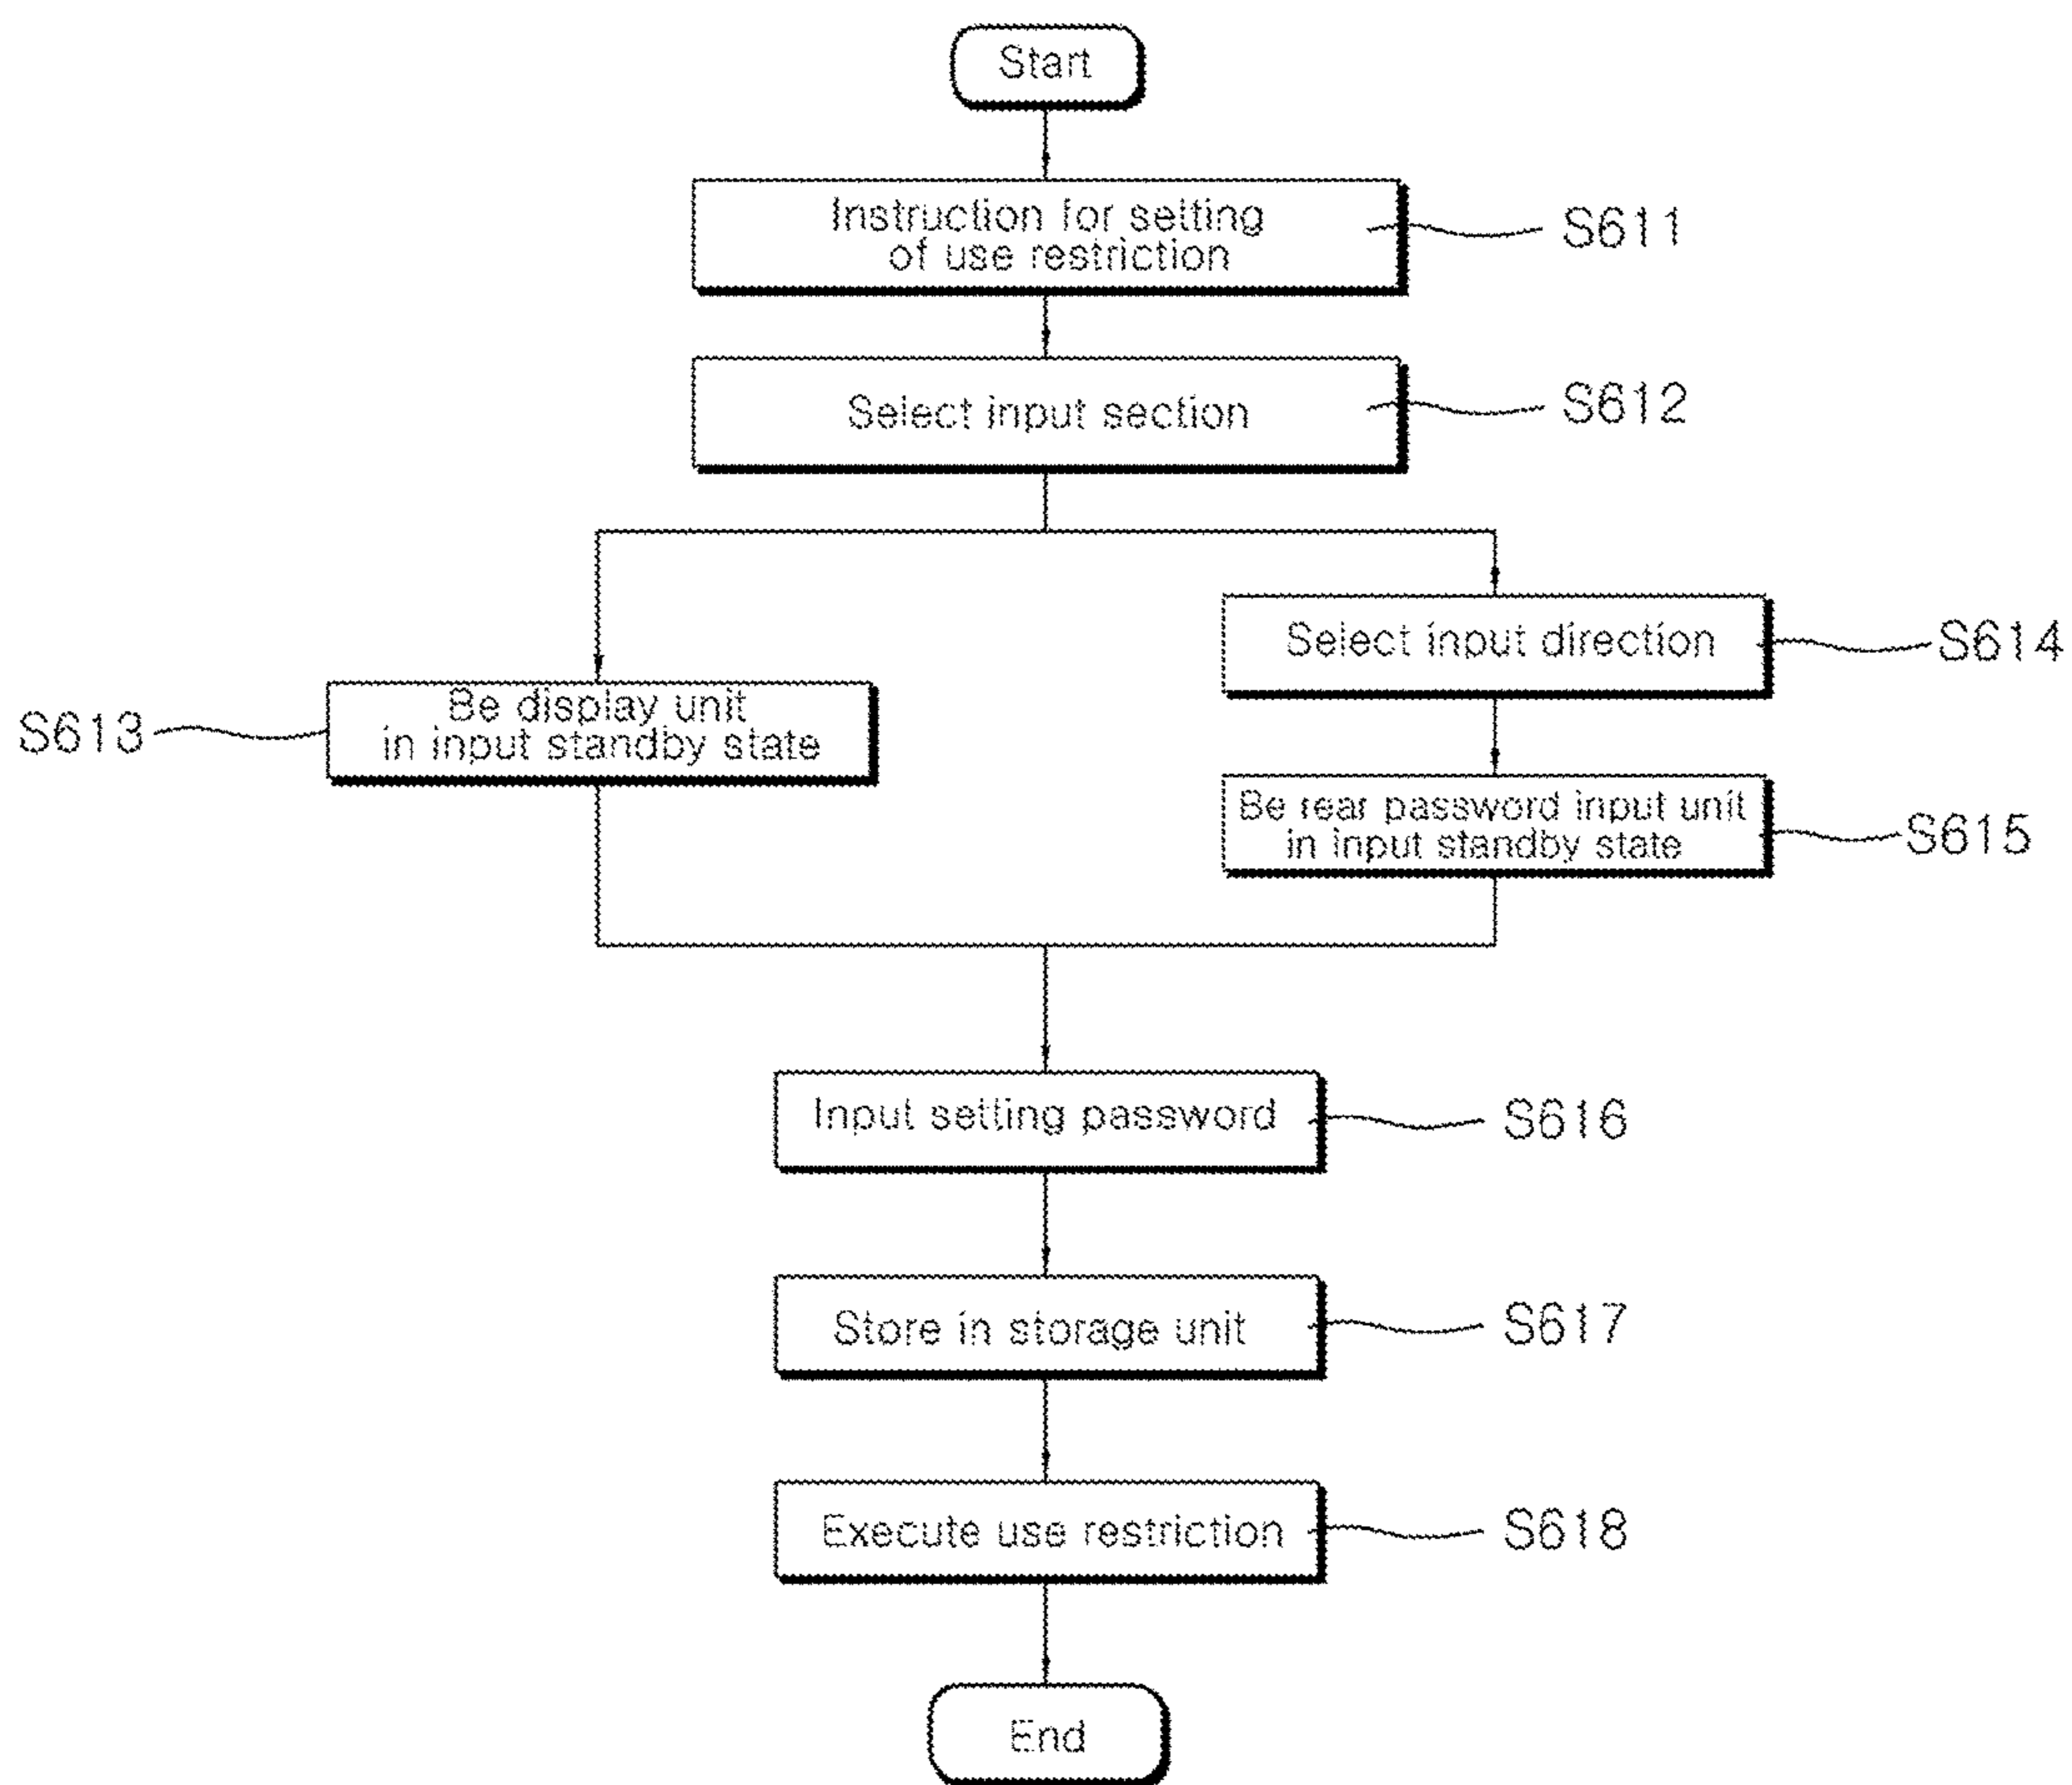 Start
Instruction for setting
of use restriction
S611
Select input section
S612
Select input direction
S614
Be display unit
in input standby state
S613
Be rear password input unit
in input standby state
S615
Input setting password
S616
Store in storage unit
S617
Execute use restriction
S618
End